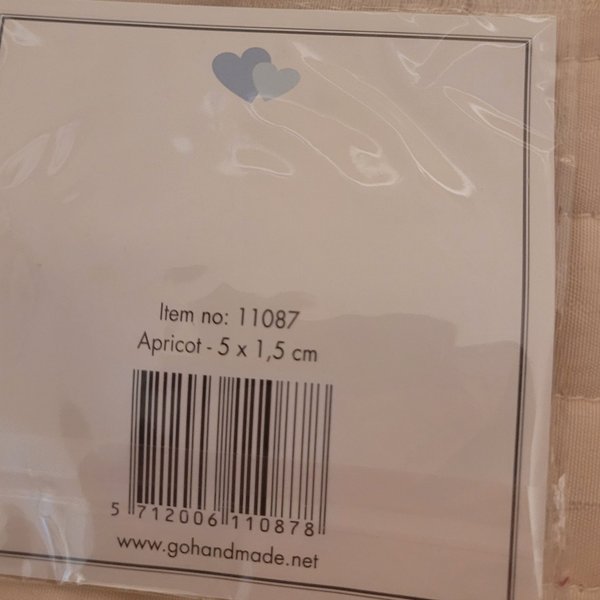 Item no: 11087
Apricot - 5 x 1,5 cm
5 712006 110878
www.gohandmade.net